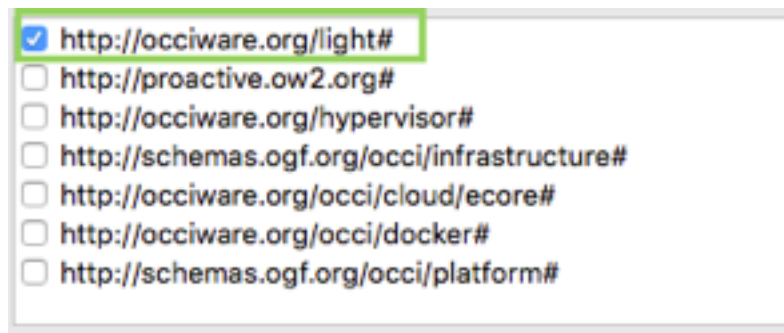 http://occiware.org/light#
http://proactive.ow2.org#
http://occiware.org/hypervisor#
http://schemas.ogf.org/occi/infrastructure#
http://occiware.org/occi/cloud/ecore#
http://occiware.org/occi/docker#
http://schemas.ogf.org/occi/platform#